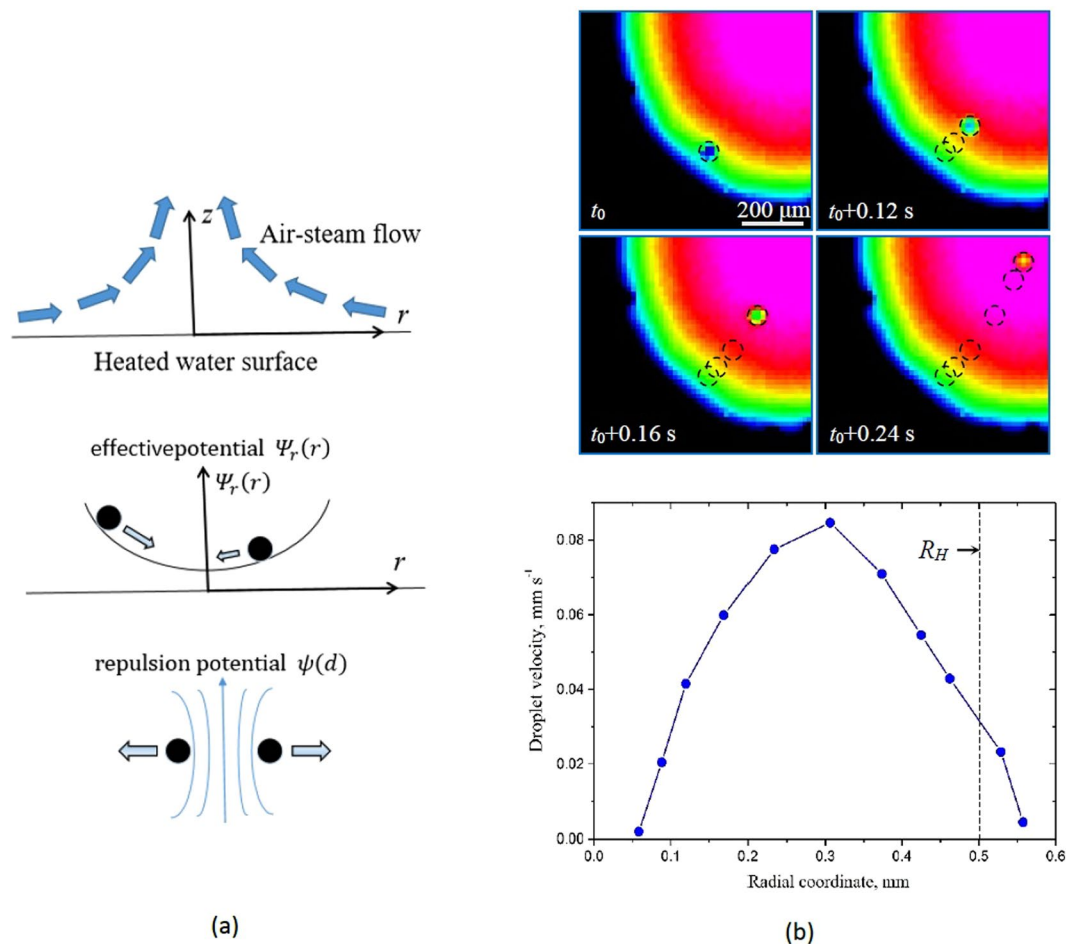 z
Air-steam flow
r
Heated water surface
effectivepotential Ψr(r)
Ψr(r)
r
repulsion potential ψ(d)
(a)
t0
200 μm
t0+0.12 s
t0+0.16 s
t0+0.24 s
Droplet velocity, mm s-1
0.08
0.06
0.04
0.02
0.00
RH
0.0 0.1 0.2 0.3 0.4 0.5 0.6
Radial coordinate, mm
(b)